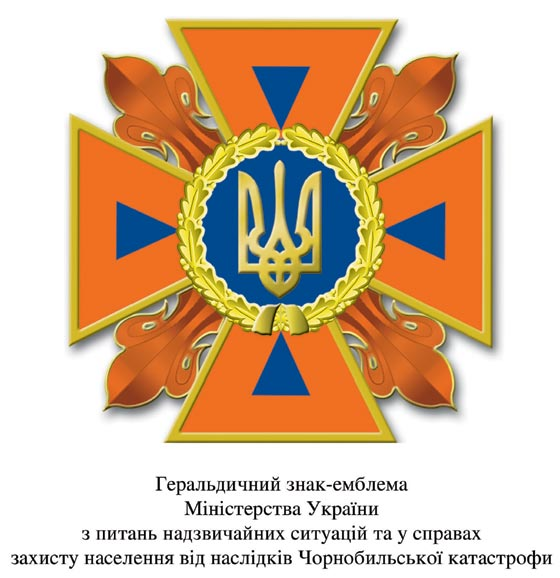 Геральдичний знак-емблема
Міністерства України
з питань надзвичайних ситуацій та у справах
захисту населення від наслідків Чорнобильської катастрофи